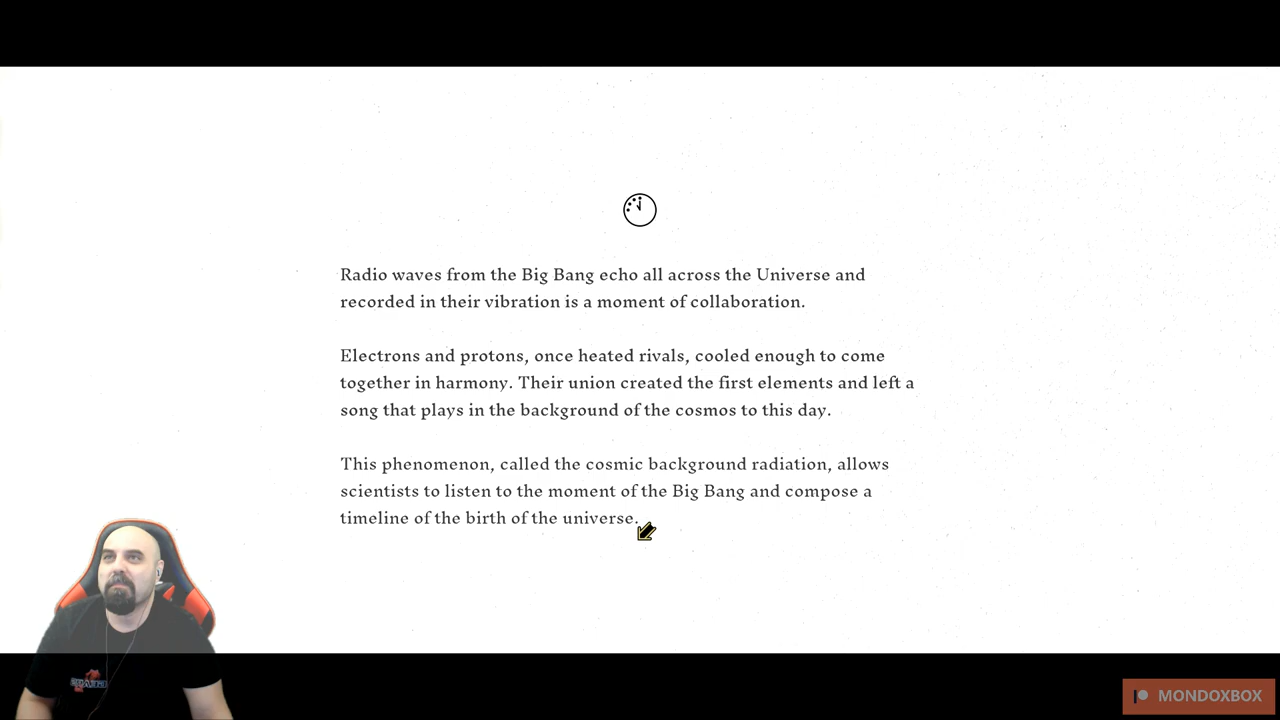 Radio waves from the Big Bang echo all across the Universe and
recorded in their vibration is a moment of collaboration.
Electrons and protons, once heated rivals, cooled enough to come
together in harmony. Their union created the first elements and left a
song that plays in the background of the cosmos to this day.
This phenomenon, called the cosmic background radiation, allows
scientists to listen to the moment of the Big Bang and compose a
timeline of the birth of the universe.
MONDOXBOX